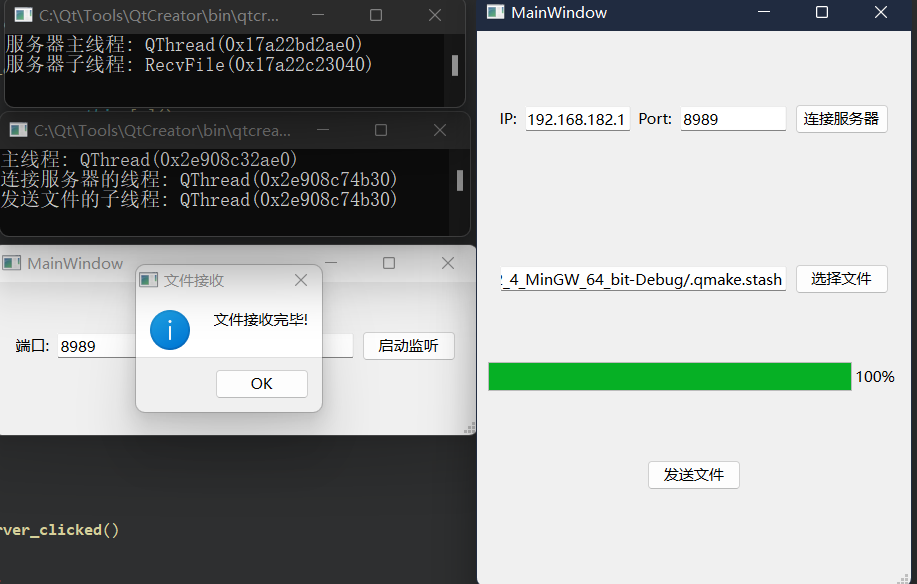 C:\Qt\Tools\QtCreator\bin\qtcr...
服务器主线程: QThread(0x17a22bd2ae0)
服务器子线程: RecvFile(0x17a22c23040)
C:\Qt\Tools\QtCreator\bin\qtcrea...
主线程: QThread(0x2e908c32ae0)
连接服务器的线程: QThread(0x2e908c74b30)
发送文件的子线程: QThread(0x2e908c74b30)
MainWindow
文件接收
文件接收完毕!
OK
端口: 8989
启动监听
rver_clicked()
MainWindow
IP: 192.168.182.1 Port: 8989 连接服务器
_4_MinGW_64_bit-Debug/.qmake.stash 选择文件
100%
发送文件